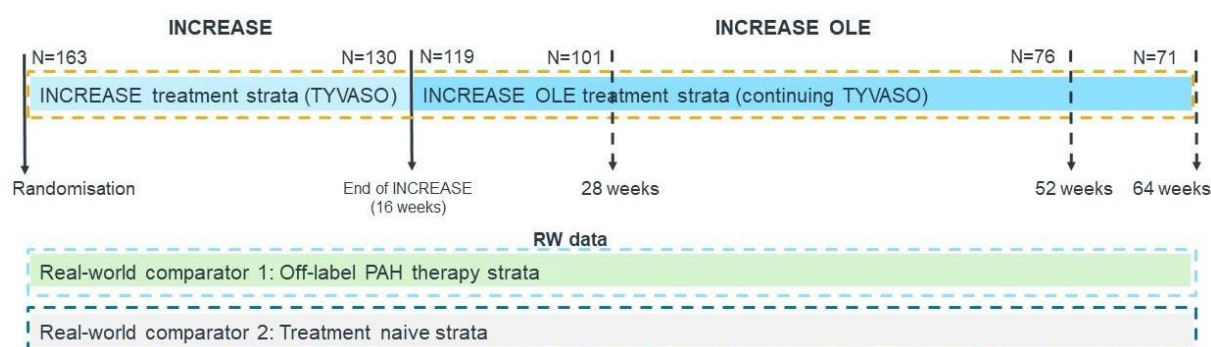 INCREASE
INCREASE OLE
N=163
N=130
N=119
N=101
N=76
N=71
INCREASE treatment strata (TYVASO)
INCREASE OLE treatment strata (continuing TYVASO)
Randomisation
End of INCREASE
(16 weeks)
28 weeks
52 weeks
64 weeks
RW data
Real-world comparator 1: Off-label PAH therapy strata
Real-world comparator 2: Treatment naive strata